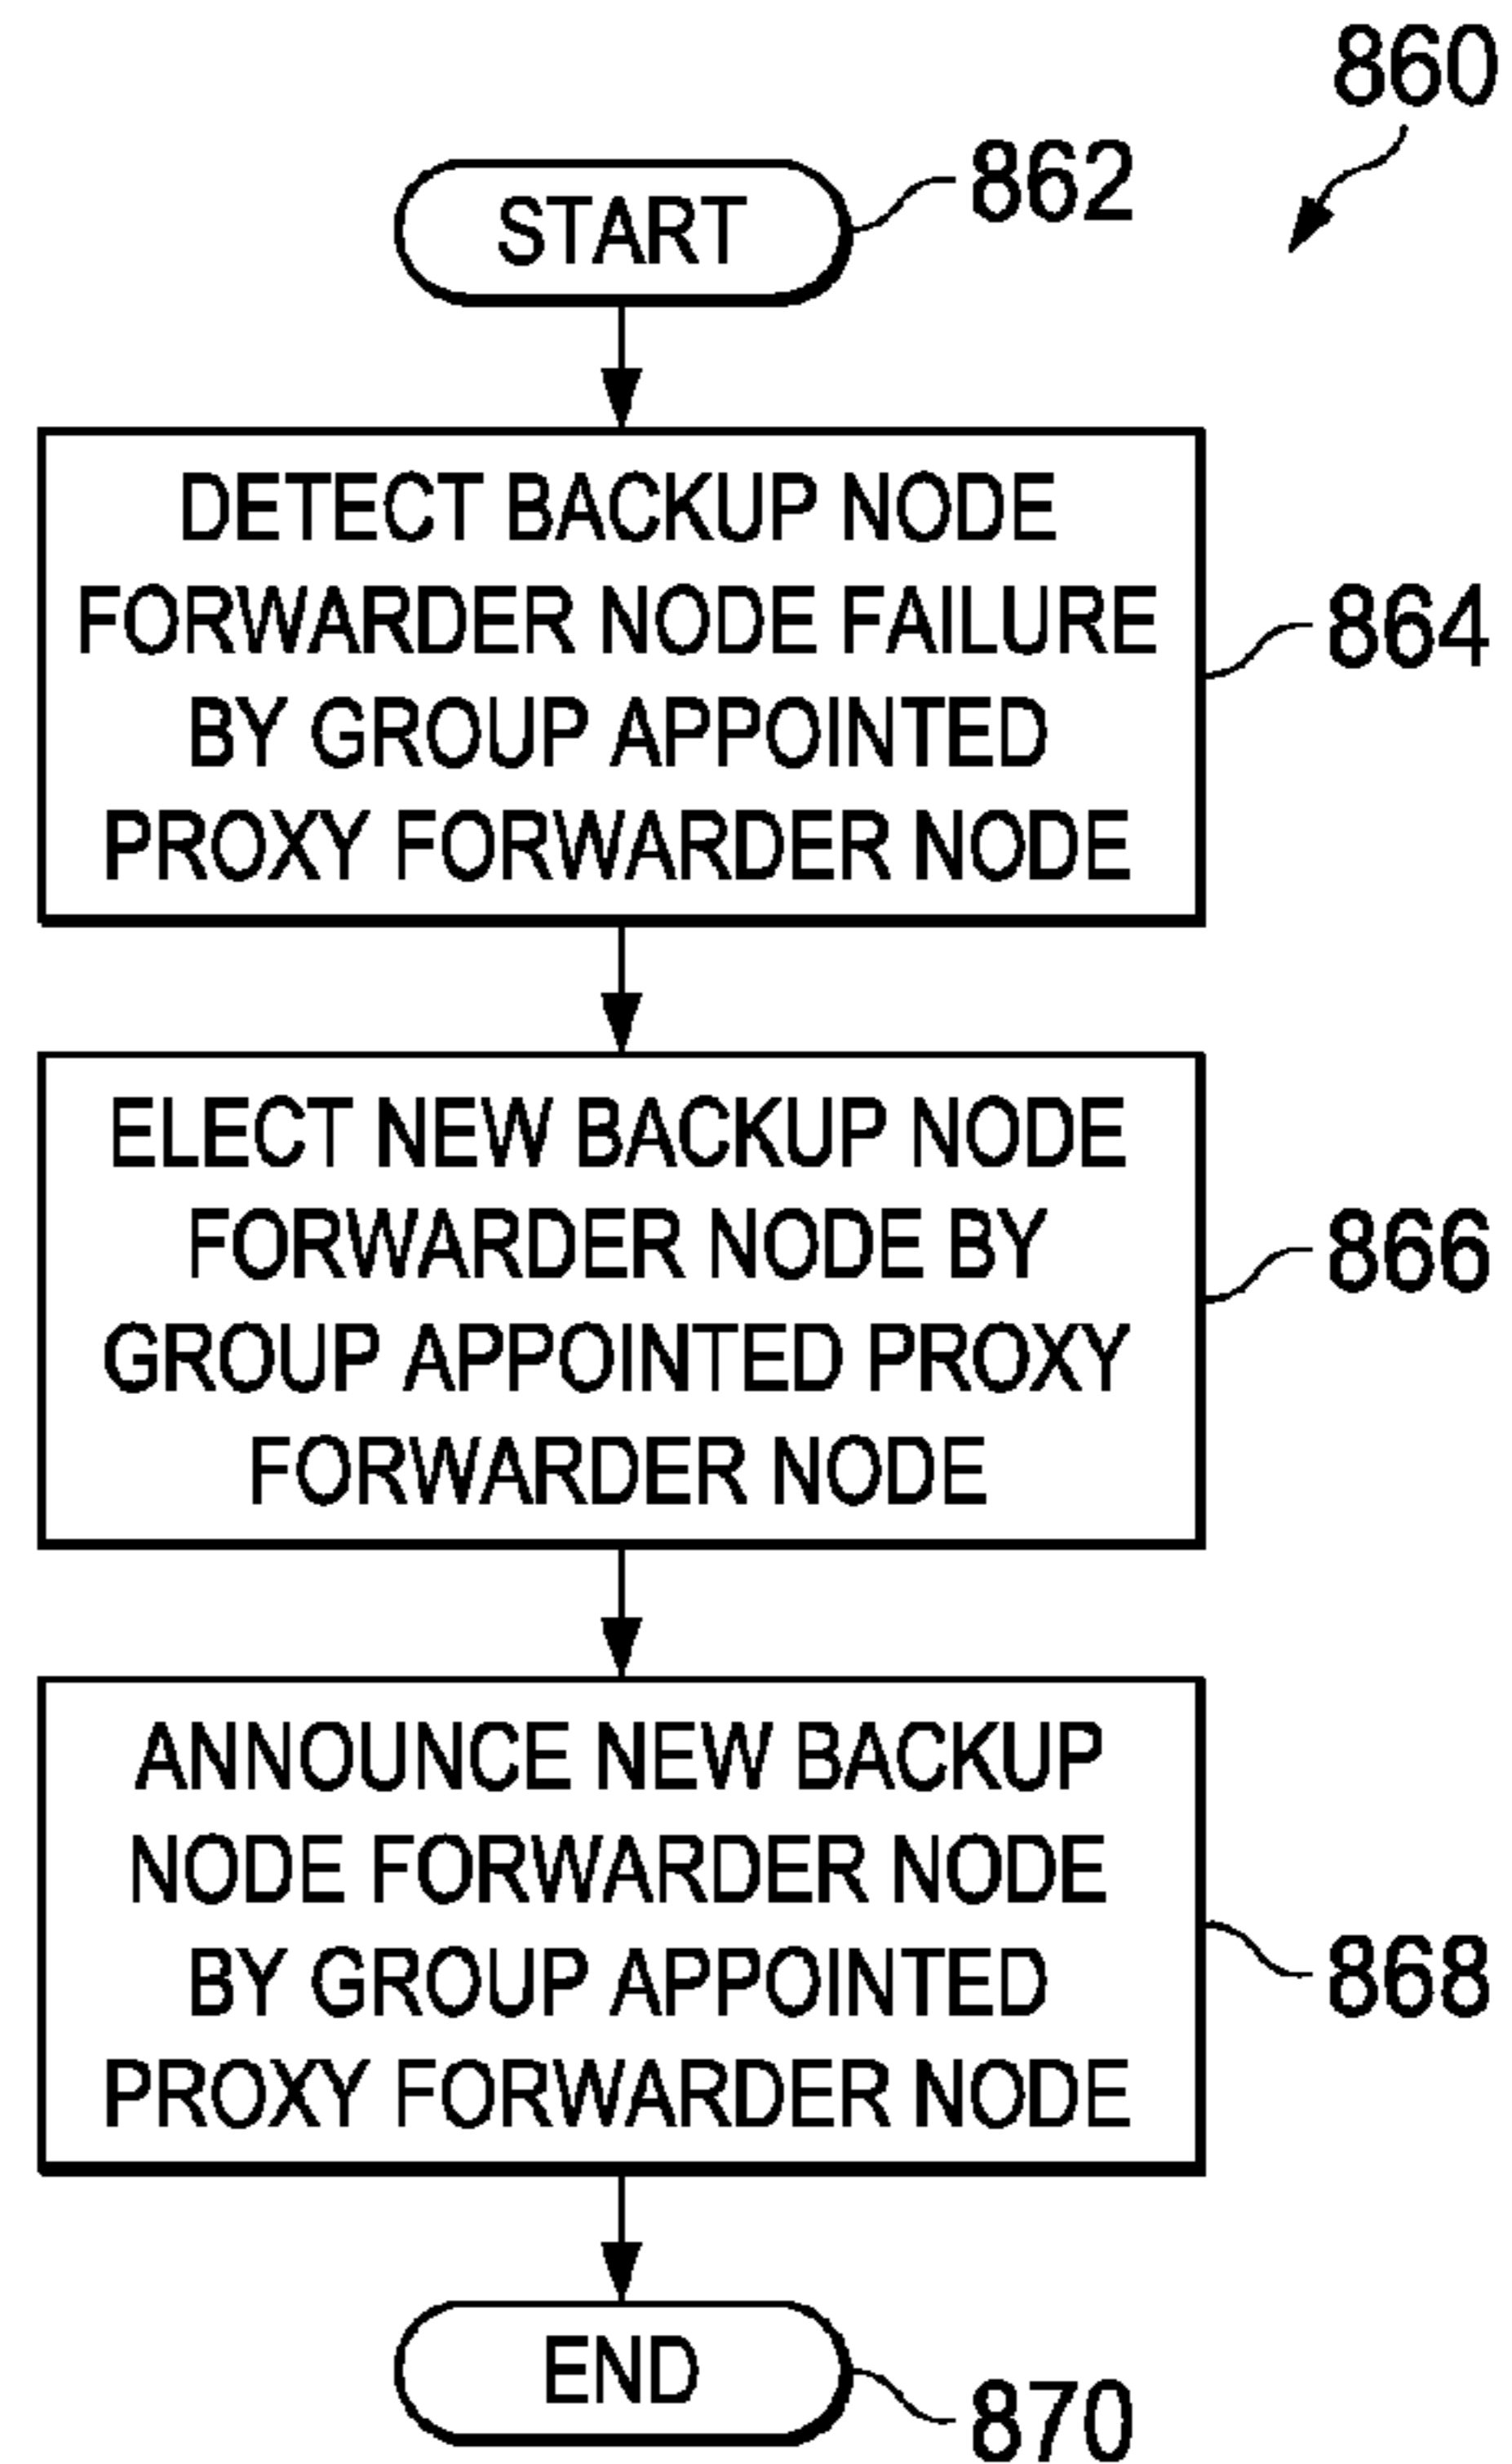 860
START
862
DETECT BACKUP NODE
FORWARDER NODE FAILURE
BY GROUP APPOINTED
PROXY FORWARDER NODE
864
ELECT NEW BACKUP NODE
FORWARDER NODE BY
GROUP APPOINTED PROXY
FORWARDER NODE
866
ANNOUNCE NEW BACKUP
NODE FORWARDER NODE
BY GROUP APPOINTED
PROXY FORWARDER NODE
868
END
870